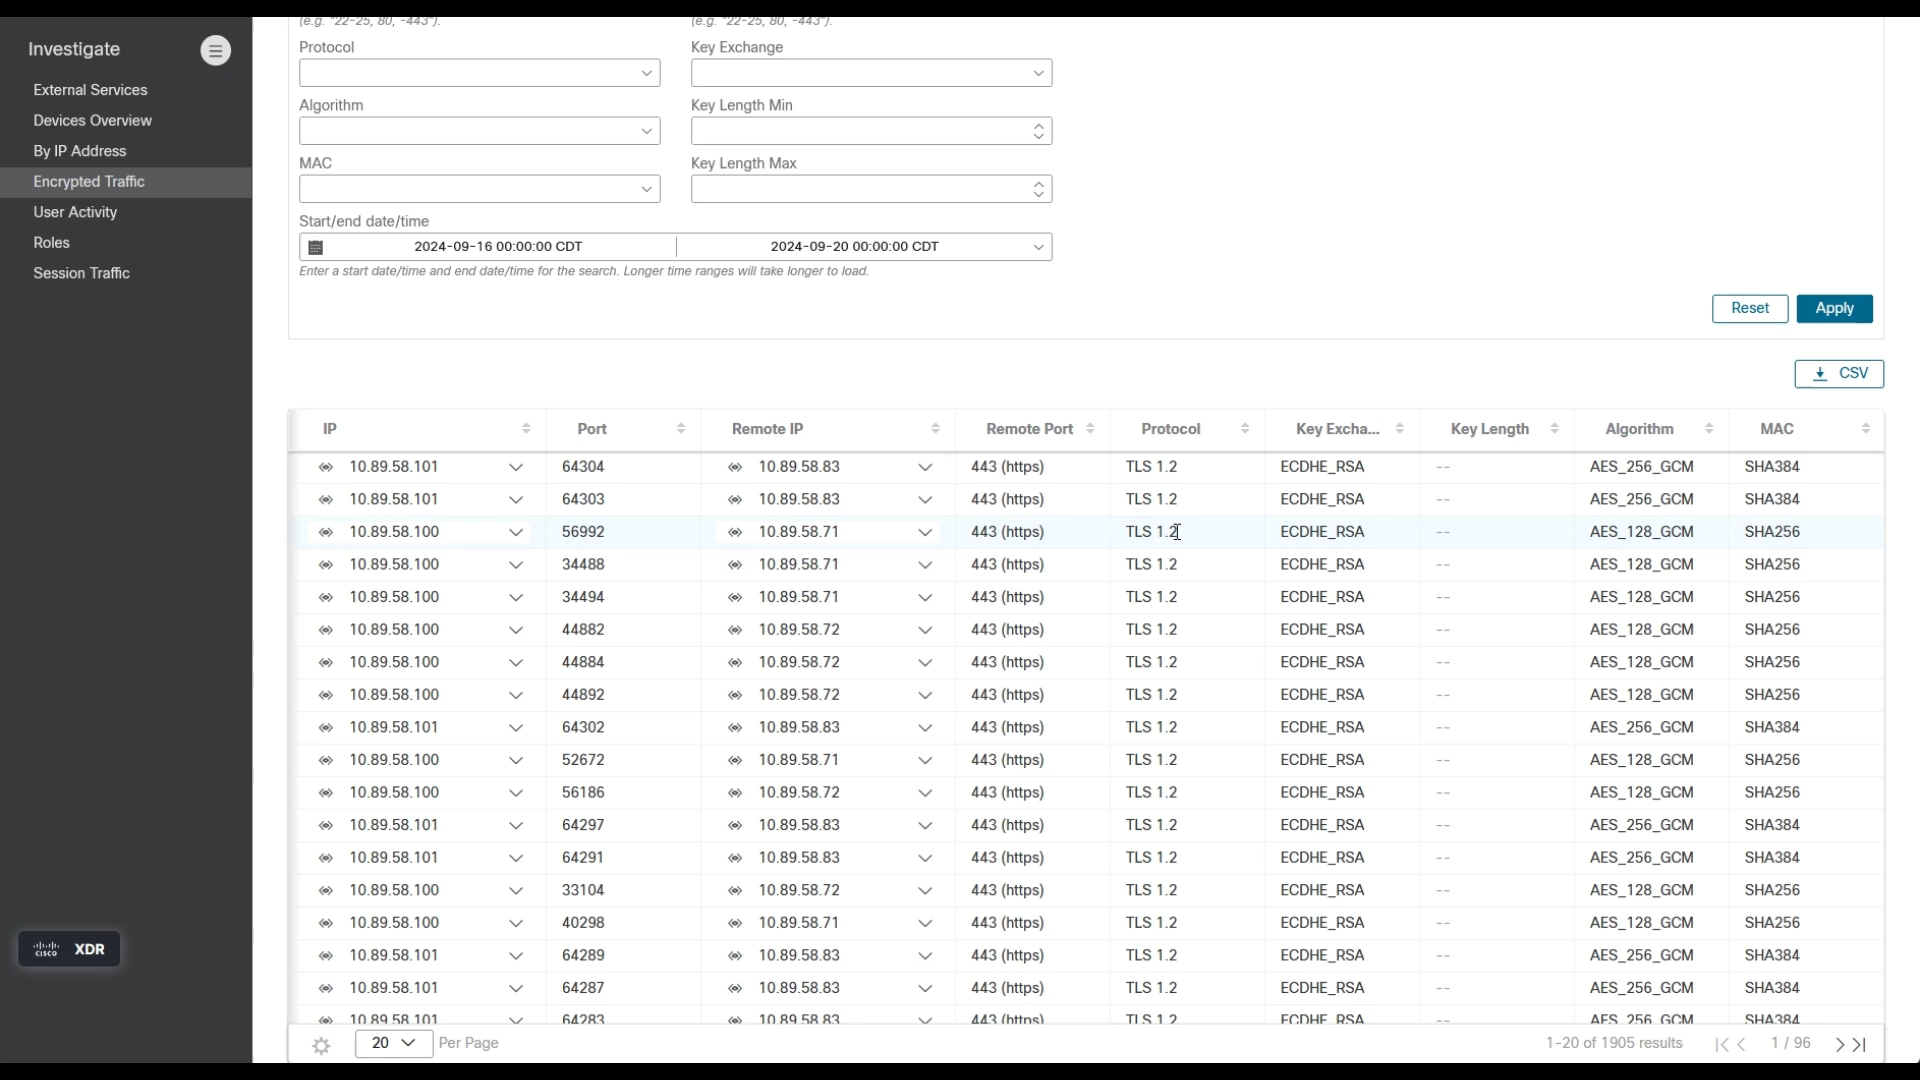 (e.g. "22-25, 80, -443"). (e.g. "22-25, 80, -443").
Investigate
External Services
Devices Overview
By IP Address
Encrypted Traffic
User Activity
Roles
Session Traffic
cisco XDR
Protocol Key Exchange
Algorithm Key Length Min
MAC Key Length Max
Start/end date/time
2024-09-16 00:00:00 CDT 2024-09-20 00:00:00 CDT
Enter a start date/time and end date/time for the search. Longer time ranges will take longer to load.
Reset Apply
CSV
IP Port Remote IP Remote Port Protocol Key Excha... Key Length Algorithm MAC
10.89.58.101 64304 10.89.58.83 443 (https) TLS 1.2 ECDHE_RSA -- AES_256_GCM SHA384
10.89.58.101 64303 10.89.58.83 443 (https) TLS 1.2 ECDHE_RSA -- AES_256_GCM SHA384
10.89.58.100 56992 10.89.58.71 443 (https) TLS 1.2 ECDHE_RSA -- AES_128_GCM SHA256
10.89.58.100 34488 10.89.58.71 443 (https) TLS 1.2 ECDHE_RSA -- AES_128_GCM SHA256
10.89.58.100 34494 10.89.58.71 443 (https) TLS 1.2 ECDHE_RSA -- AES_128_GCM SHA256
10.89.58.100 44882 10.89.58.72 443 (https) TLS 1.2 ECDHE_RSA -- AES_128_GCM SHA256
10.89.58.100 44884 10.89.58.72 443 (https) TLS 1.2 ECDHE_RSA -- AES_128_GCM SHA256
10.89.58.100 44892 10.89.58.72 443 (https) TLS 1.2 ECDHE_RSA -- AES_128_GCM SHA256
10.89.58.101 64302 10.89.58.83 443 (https) TLS 1.2 ECDHE_RSA -- AES_256_GCM SHA384
10.89.58.100 52672 10.89.58.71 443 (https) TLS 1.2 ECDHE_RSA -- AES_128_GCM SHA256
10.89.58.100 56186 10.89.58.72 443 (https) TLS 1.2 ECDHE_RSA -- AES_128_GCM SHA256
10.89.58.101 64297 10.89.58.83 443 (https) TLS 1.2 ECDHE_RSA -- AES_256_GCM SHA384
10.89.58.101 64291 10.89.58.83 443 (https) TLS 1.2 ECDHE_RSA -- AES_256_GCM SHA384
10.89.58.100 33104 10.89.58.72 443 (https) TLS 1.2 ECDHE_RSA -- AES_128_GCM SHA256
10.89.58.100 40298 10.89.58.71 443 (https) TLS 1.2 ECDHE_RSA -- AES_128_GCM SHA256
10.89.58.101 64289 10.89.58.83 443 (https) TLS 1.2 ECDHE_RSA -- AES_256_GCM SHA384
10.89.58.101 64287 10.89.58.83 443 (https) TLS 1.2 ECDHE_RSA -- AES_256_GCM SHA384
10.89.58.101 64283 10.89.58.83 443 (https) TLS 1.2 ECDHE_RSA -- AES_256_GCM SHA384
20 Per Page 1-20 of 1905 results 1 / 96